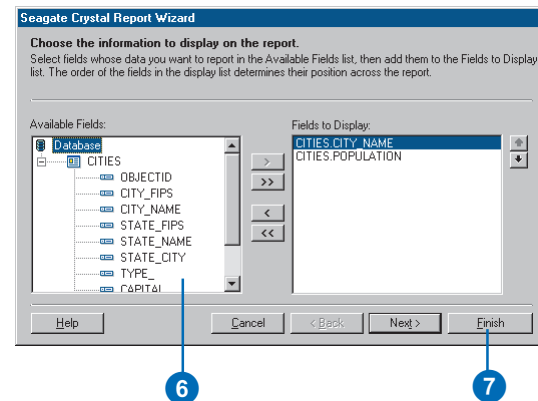 Seagate Crystal Report Wizard
Choose the information to display on the report.
Select fields whose data you want to report in the Available Fields list, then add them to the Fields to Display
list. The order of the fields in the display list determines their position across the report.
Available Fields:
Database
CITIES
OBJECTID
CITY_FIPS
CITY_NAME
STATE_FIPS
STATE_NAME
STATE_CITY
TYPE_
CAPITAL
>
>>
<
<<
Fields to Display:
CITIES.CITY_NAME
CITIES.POPULATION
Help
Cancel
< Back
Next >
Finish
6
7